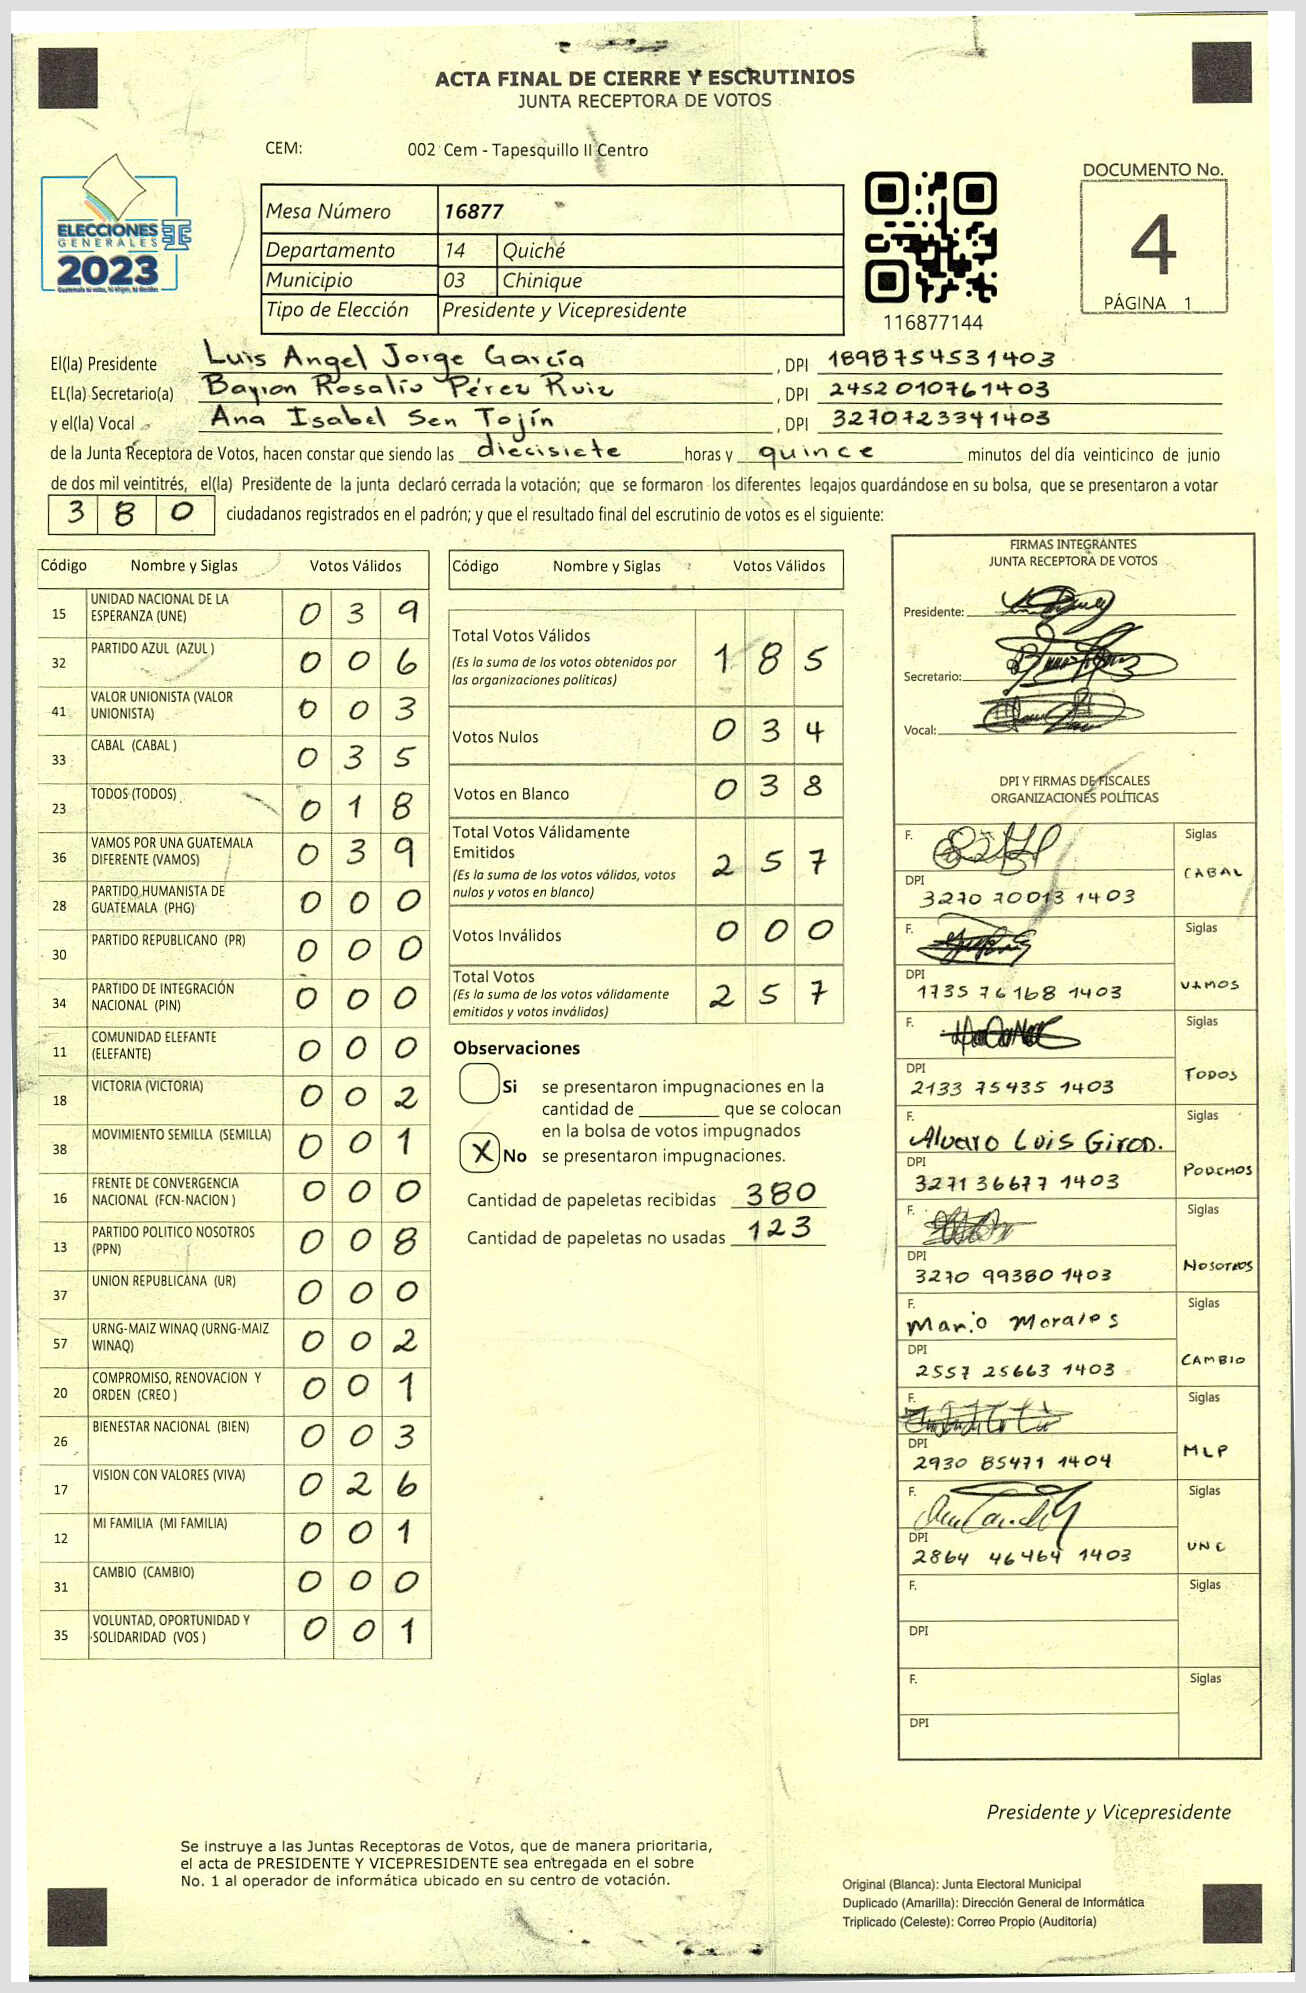 ACTA FINAL DE CIERRE Y ESCRUTINIOS
JUNTA RECEPTORA DE VOTOS
CEM: 002 Cem - Tapesquillo II Centro
ELECCIONES
GENERALES
2023
Mesa Número 16877
Departamento 14 Quiché
Municipio 03 Chinique
Tipo de Elección Presidente y Vicepresidente
116877144
DOCUMENTO No.
4
PÁGINA 1
El(la) Presidente Luis Angel Jorge García , DPI 1898754531403
EL(la) Secretario(a) Bayron Rosalío Pérez Ruiz , DPI 2452010761403
y el(la) Vocal Ana Isabel Sen Tojín , DPI 3270723341403
de la Junta Receptora de Votos, hacen constar que siendo las diecisiete horas y quince minutos del día veinticinco de junio
de dos mil veintitrés, el(la) Presidente de la junta declaró cerrada la votación; que se formaron los diferentes legajos guardándose en su bolsa, que se presentaron a votar
380 ciudadanos registrados en el padrón; y que el resultado final del escrutinio de votos es el siguiente:
Código Nombre y Siglas Votos Válidos
15 UNIDAD NACIONAL DE LA
ESPERANZA (UNE) 0 3 9
32 PARTIDO AZUL (AZUL ) 0 0 6
41 VALOR UNIONISTA (VALOR
UNIONISTA) 0 0 3
33 CABAL (CABAL ) 0 3 5
23 TODOS (TODOS) 0 1 8
36 VAMOS POR UNA GUATEMALA
DIFERENTE (VAMOS) 0 3 9
28 PARTIDO HUMANISTA DE
GUATEMALA (PHG) 0 0 0
30 PARTIDO REPUBLICANO (PR) 0 0 0
34 PARTIDO DE INTEGRACIÓN
NACIONAL (PIN) 0 0 0
11 COMUNIDAD ELEFANTE
(ELEFANTE) 0 0 0
18 VICTORIA (VICTORIA) 0 0 2
38 MOVIMIENTO SEMILLA (SEMILLA) 0 0 1
16 FRENTE DE CONVERGENCIA
NACIONAL (FCN-NACION ) 0 0 0
13 PARTIDO POLITICO NOSOTROS
(PPN) 0 0 8
37 UNION REPUBLICANA (UR) 0 0 0
57 URNG-MAIZ WINAQ (URNG-MAIZ
WINAQ) 0 0 2
20 COMPROMISO, RENOVACION Y
ORDEN (CREO ) 0 0 1
26 BIENESTAR NACIONAL (BIEN) 0 0 3
17 VISION CON VALORES (VIVA) 0 2 6
12 MI FAMILIA (MI FAMILIA) 0 0 1
31 CAMBIO (CAMBIO) 0 0 0
35 VOLUNTAD, OPORTUNIDAD Y
SOLIDARIDAD (VOS ) 0 0 1
Código Nombre y Siglas Votos Válidos
Total Votos Válidos 1 8 5
(Es la suma de los votos obtenidos por
las organizaciones políticas)
Votos Nulos 0 3 4
Votos en Blanco 0 3 8
Total Votos Válidamente
Emitidos 2 5 7
(Es la suma de los votos válidos, votos
nulos y votos en blanco)
Votos Inválidos 0 0 0
Total Votos 2 5 7
(Es la suma de los votos válidamente
emitidos y votos inválidos)
Observaciones
Si se presentaron impugnaciones en la
cantidad de ________ que se colocan
en la bolsa de votos impugnados
X No se presentaron impugnaciones.
Cantidad de papeletas recibidas 380
Cantidad de papeletas no usadas 123
FIRMAS INTEGRANTES
JUNTA RECEPTORA DE VOTOS
Presidente:
Secretario:
Vocal:
DPI Y FIRMAS DE FISCALES
ORGANIZACIONES POLÍTICAS
F. Siglas
CABAL
DPI
3270 20013 1403
F. Siglas
VAMOS
DPI
1735 76168 1403
F. Siglas
TODOS
DPI
2133 75435 1403
F. Siglas
Alvaro Luis Giron.
PODEMOS
DPI
3271 36677 1403
F. Siglas
NOSOTROS
DPI
3270 99380 1403
F. Siglas
Mario Morales
CAMBIO
DPI
2557 25663 1403
F. Siglas
MLP
DPI
2930 85471 1404
F. Siglas
UNE
DPI
2864 46464 1403
F. Siglas
DPI
F. Siglas
DPI
Presidente y Vicepresidente
Se instruye a las Juntas Receptoras de Votos, que de manera prioritaria,
el acta de PRESIDENTE Y VICEPRESIDENTE sea entregada en el sobre
No. 1 al operador de informática ubicado en su centro de votación.
Original (Blanca): Junta Electoral Municipal
Duplicado (Amarilla): Dirección General de Informática
Triplicado (Celeste): Correo Propio (Auditoría)